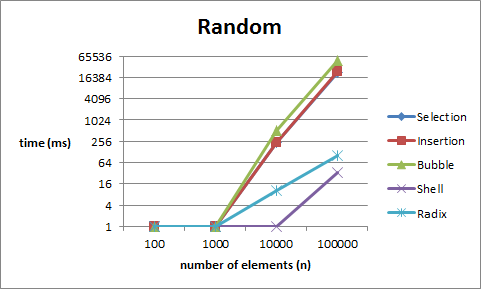 Random
65536
16384
4096
1024
256
64
16
4
1
time (ms)
100
1000
10000
100000
number of elements (n)
Selection
Insertion
Bubble
Shell
Radix